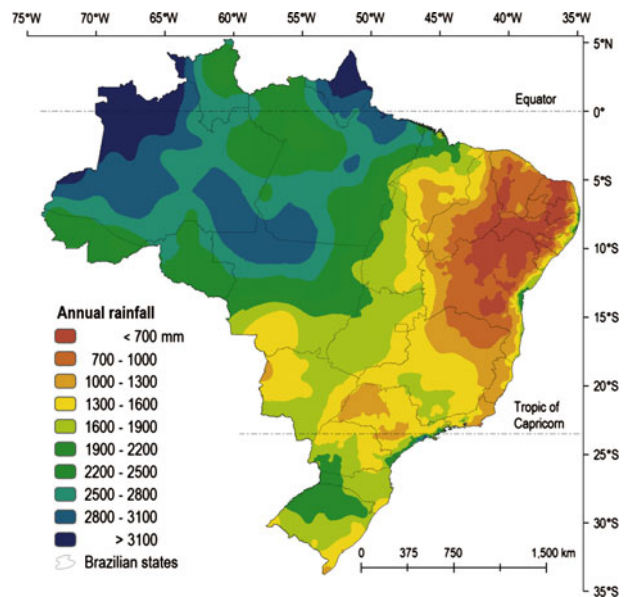 75°W 70°W 65°W 60°W 55°W 50°W 45°W 40°W 35°W
5°N
Equator 0°
5°S
10°S
15°S
20°S
Tropic of
Capricorn
25°S
30°S
35°S
Annual rainfall
< 700 mm
700 - 1000
1000 - 1300
1300 - 1600
1600 - 1900
1900 - 2200
2200 - 2500
2500 - 2800
2800 - 3100
> 3100
Brazilian states
0 375 750 1,500 km